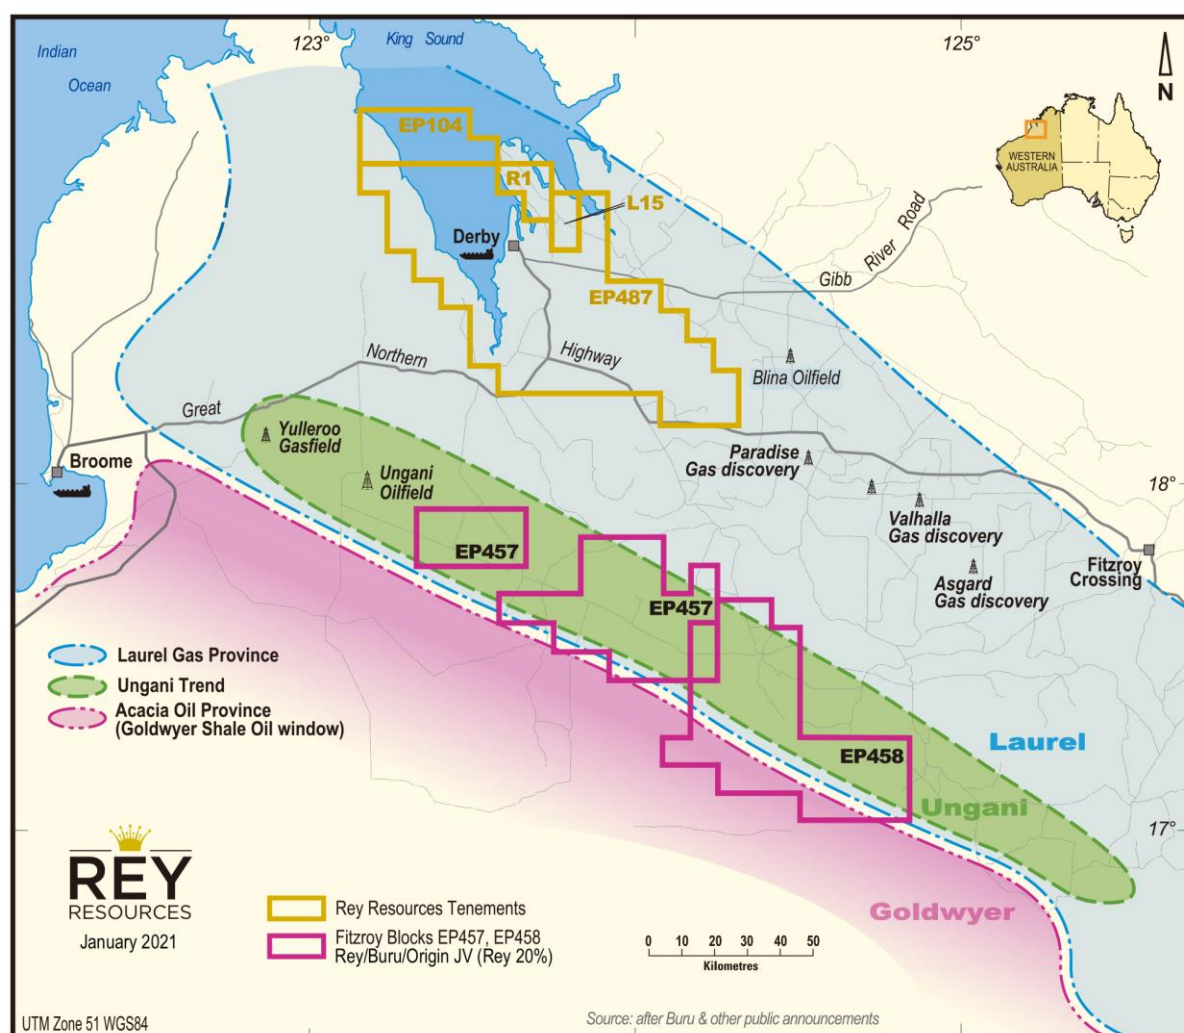 Indian
Ocean
123°
King Sound
125°
N
WESTERN
AUSTRALIA
EP104
R1
L15
Derby
Gibb River Road
EP487
Northern
Highway
Great
Blina Oilfield
Yulleroo
Gasfield
Paradise
Gas discovery
Broome
Ungani
Oilfield
18°
Valhalla
Gas discovery
Fitzroy
Crossing
EP457
Asgard
Gas discovery
EP457
Laurel Gas Province
Ungani Trend
Acacia Oil Province
(Goldwyer Shale Oil window)
Laurel
EP458
Ungani
17°
Goldwyer
REY
RESOURCES
January 2021
Rey Resources Tenements
Fitzroy Blocks EP457, EP458
Rey/Buru/Origin JV (Rey 20%)
0 10 20 30 40 50
Kilometres
UTM Zone 51 WGS84
Source: after Buru & other public announcements